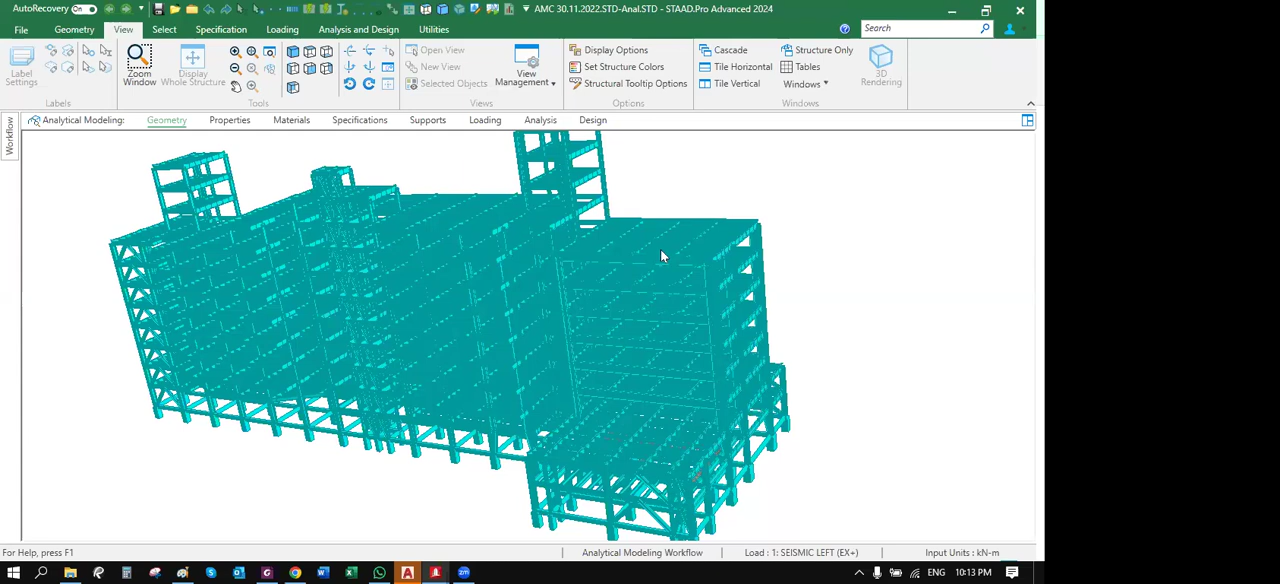 AutoRecovery On
AMC 30.11.2022.STD-Anal.STD - STAAD.Pro Advanced 2024
File Geometry View Select Specification Loading Analysis and Design Utilities Search
Label Settings
Labels
Zoom Window
Display Whole Structure
Tools
Open View
New View
Selected Objects
View Management
Views
Display Options
Set Structure Colors
Structural Tooltip Options
Options
Cascade
Tile Horizontal
Tile Vertical
Structure Only
Tables
Windows
Windows
3D Rendering
Workflow
Analytical Modeling: Geometry Properties Materials Specifications Supports Loading Analysis Design
For Help, press F1
Analytical Modeling Workflow
Load : 1: SEISMIC LEFT (EX+)
Input Units : kN-m
ENG 10:13 PM